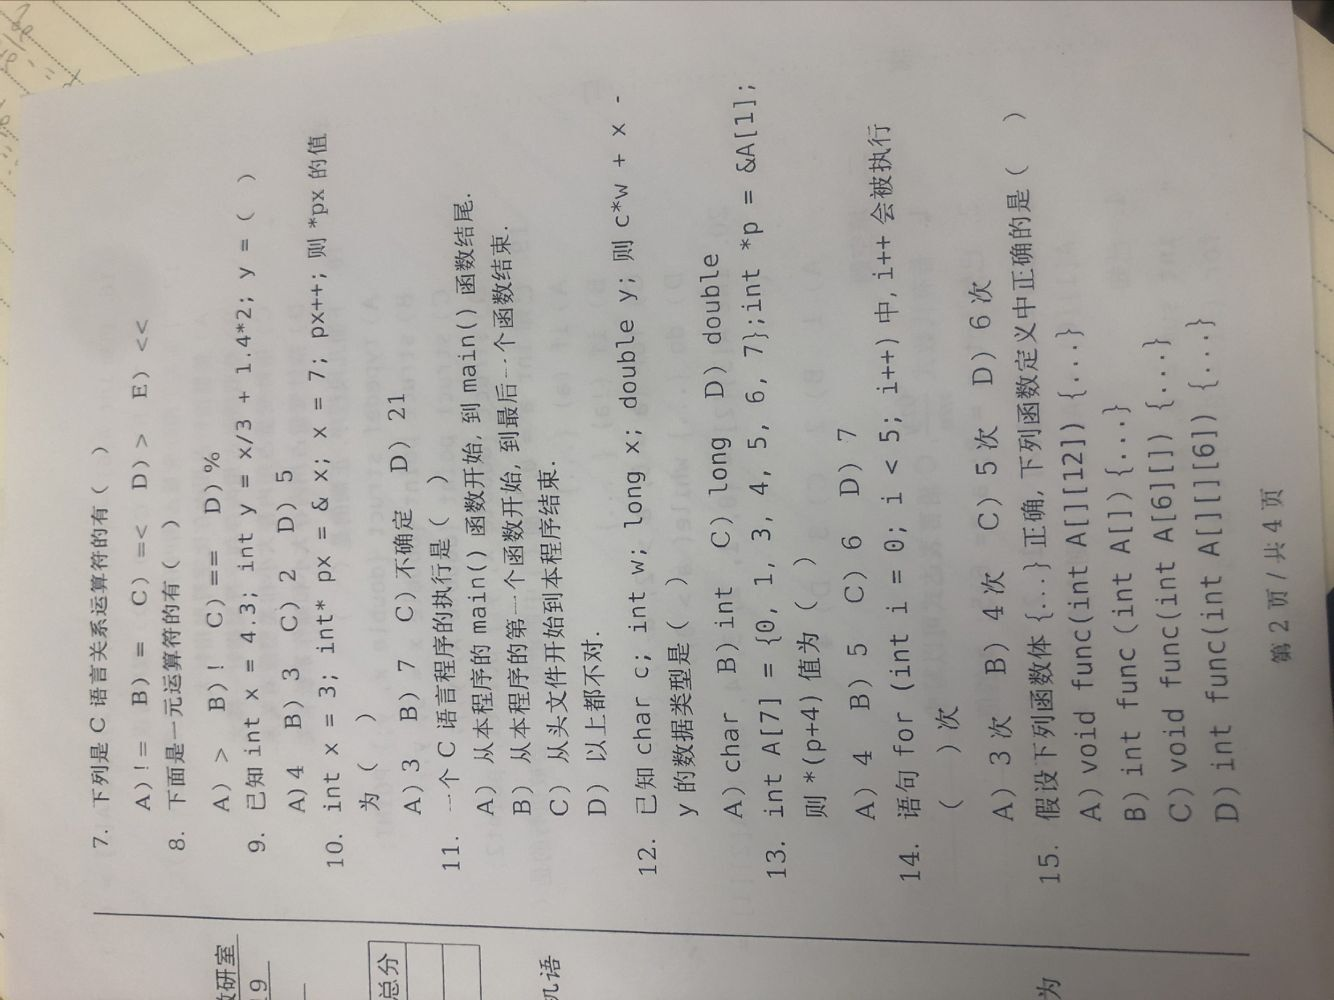 7. 下列是 C 语言关系运算符的有( )
A)!= B)= C)=< D)> E)<<
8. 下面是一元运算符的有( )
A) > B)! C)== D)%
9. 已知 int x = 4.3; int y = x/3 + 1.4*2; y = ( )
A)4 B)3 C)2 D)5
10. int x = 3; int* px = & x; x = 7; px++; 则 *px 的值
为( )
A)3 B)7 C)不确定 D)21
11. 一个 C 语言程序的执行是( )
A) 从本程序的 main() 函数开始, 到 main() 函数结尾.
B) 从本程序的第一个函数开始, 到最后一个函数结束.
C) 从头文件开始到本程序结束.
D) 以上都不对.
12. 已知 char c; int w; long x; double y; 则 c*w + x -
y 的数据类型是( )
A)char B)int C)long D)double
13. int A[7] = {0, 1, 3, 4, 5, 6, 7};int *p = &A[1];
则 *(p+4) 值为 ( )
A) 4 B) 5 C) 6 D) 7
14. 语句 for (int i = 0; i < 5; i++) 中, i++ 会被执行
( )次
A) 3 次 B) 4 次 C) 5 次 D) 6 次
15. 假设下列函数体 {...} 正确, 下列函数定义中正确的是( )
A)void func(int A[][12]) {...}
B)int func (int A[]) {...}
C)void func(int A[6][]) {...}
D)int func(int A[][][6]) {...}
第 2 页 / 共 4 页
教研室
19
总分
机语
为